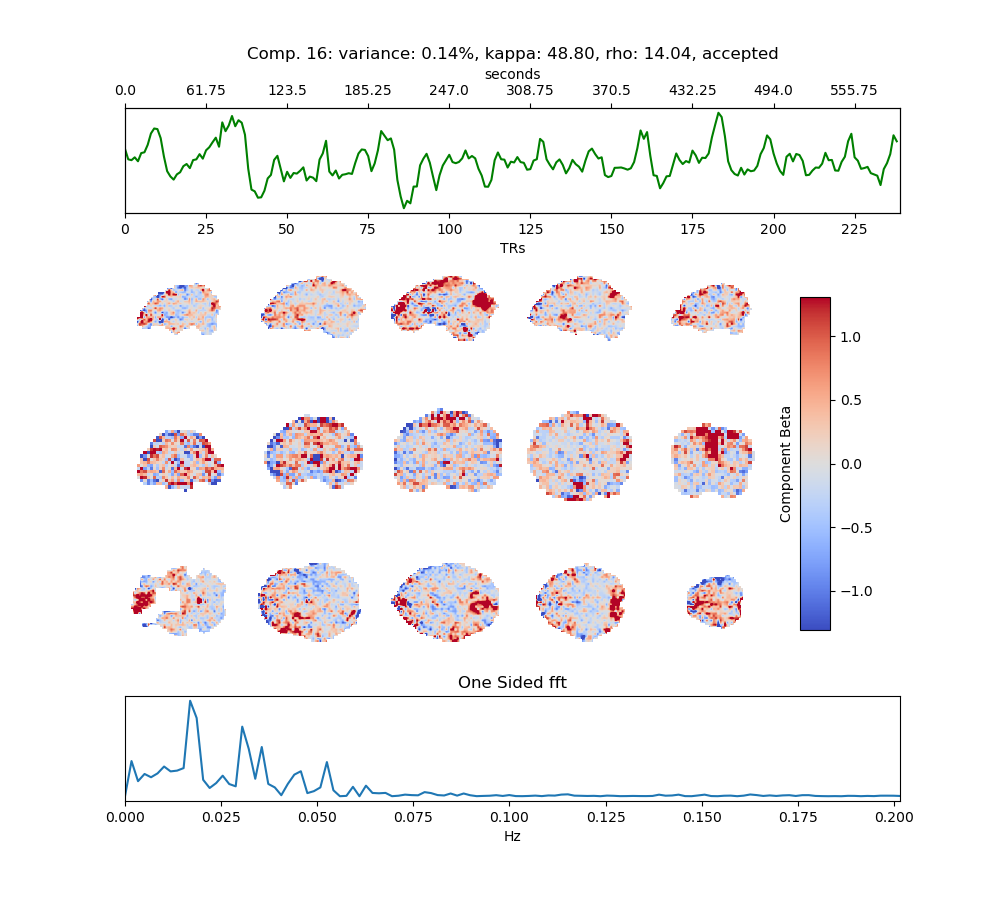 Comp. 16: variance: 0.14%, kappa: 48.80, rho: 14.04, accepted
seconds
0.0 61.75 123.5 185.25 247.0 308.75 370.5 432.25 494.0 555.75
0 25 50 75 100 125 150 175 200 225
TRs
1.0
0.5
0.0
−0.5
−1.0
Component Beta
One Sided fft
0.000 0.025 0.050 0.075 0.100 0.125 0.150 0.175 0.200
Hz